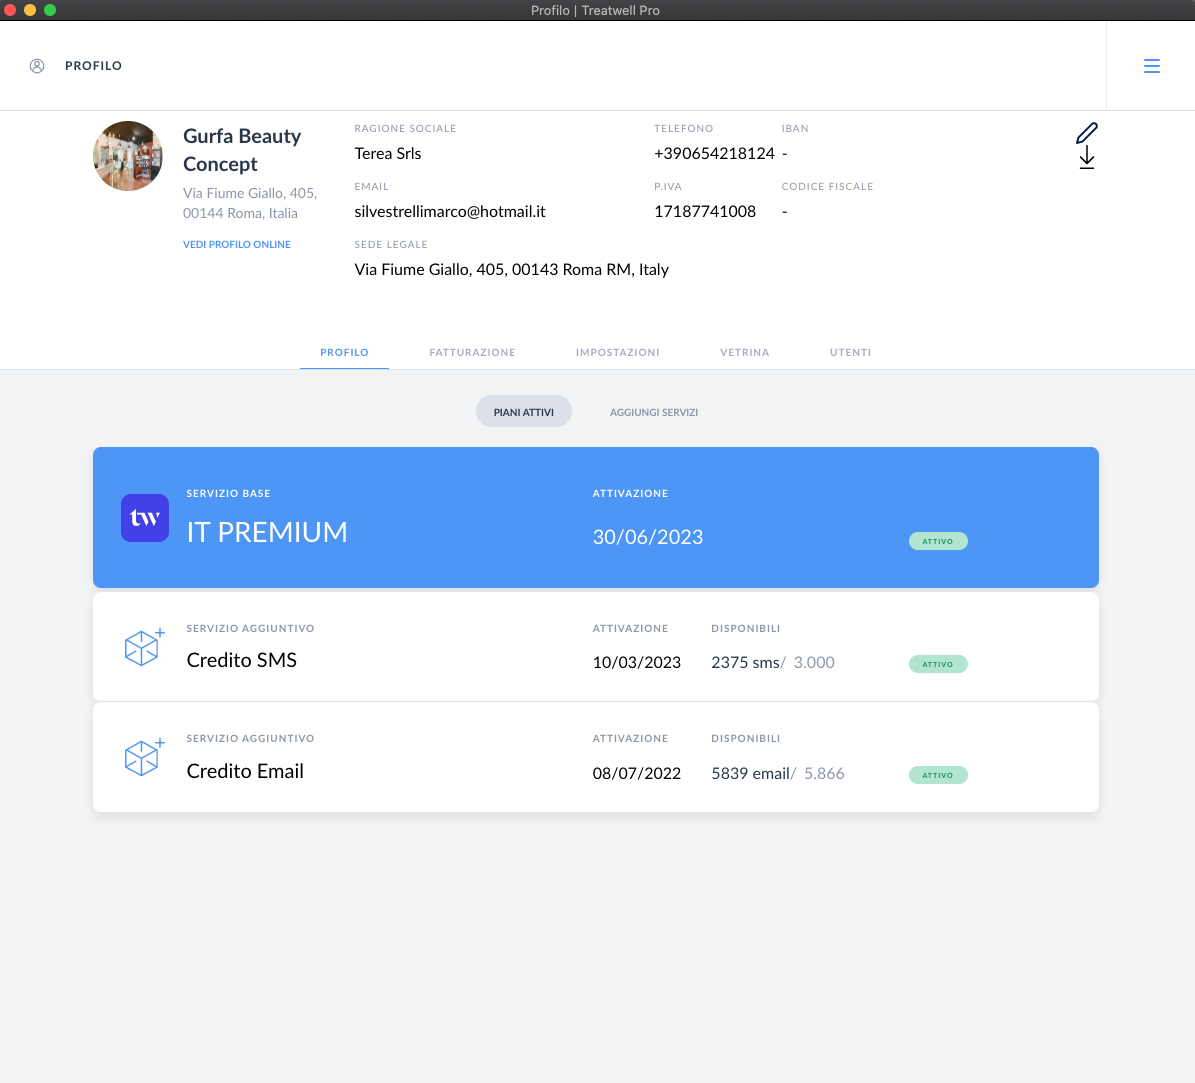 Profilo | Treatwell Pro
PROFILO
Gurfa Beauty
Concept
Via Fiume Giallo, 405,
00144 Roma, Italia
VEDI PROFILO ONLINE
RAGIONE SOCIALE
Terea Srls
TELEFONO
+390654218124
IBAN
-
EMAIL
silvestrellimarco@hotmail.it
P.IVA
17187741008
CODICE FISCALE
-
SEDE LEGALE
Via Fiume Giallo, 405, 00143 Roma RM, Italy
PROFILO FATTURAZIONE IMPOSTAZIONI VETRINA UTENTI
PIANI ATTIVI AGGIUNGI SERVIZI
tw
SERVIZIO BASE
IT PREMIUM
ATTIVAZIONE
30/06/2023
ATTIVO
SERVIZIO AGGIUNTIVO
Credito SMS
ATTIVAZIONE
10/03/2023
DISPONIBILI
2375 sms/ 3.000
ATTIVO
SERVIZIO AGGIUNTIVO
Credito Email
ATTIVAZIONE
08/07/2022
DISPONIBILI
5839 email/ 5.866
ATTIVO